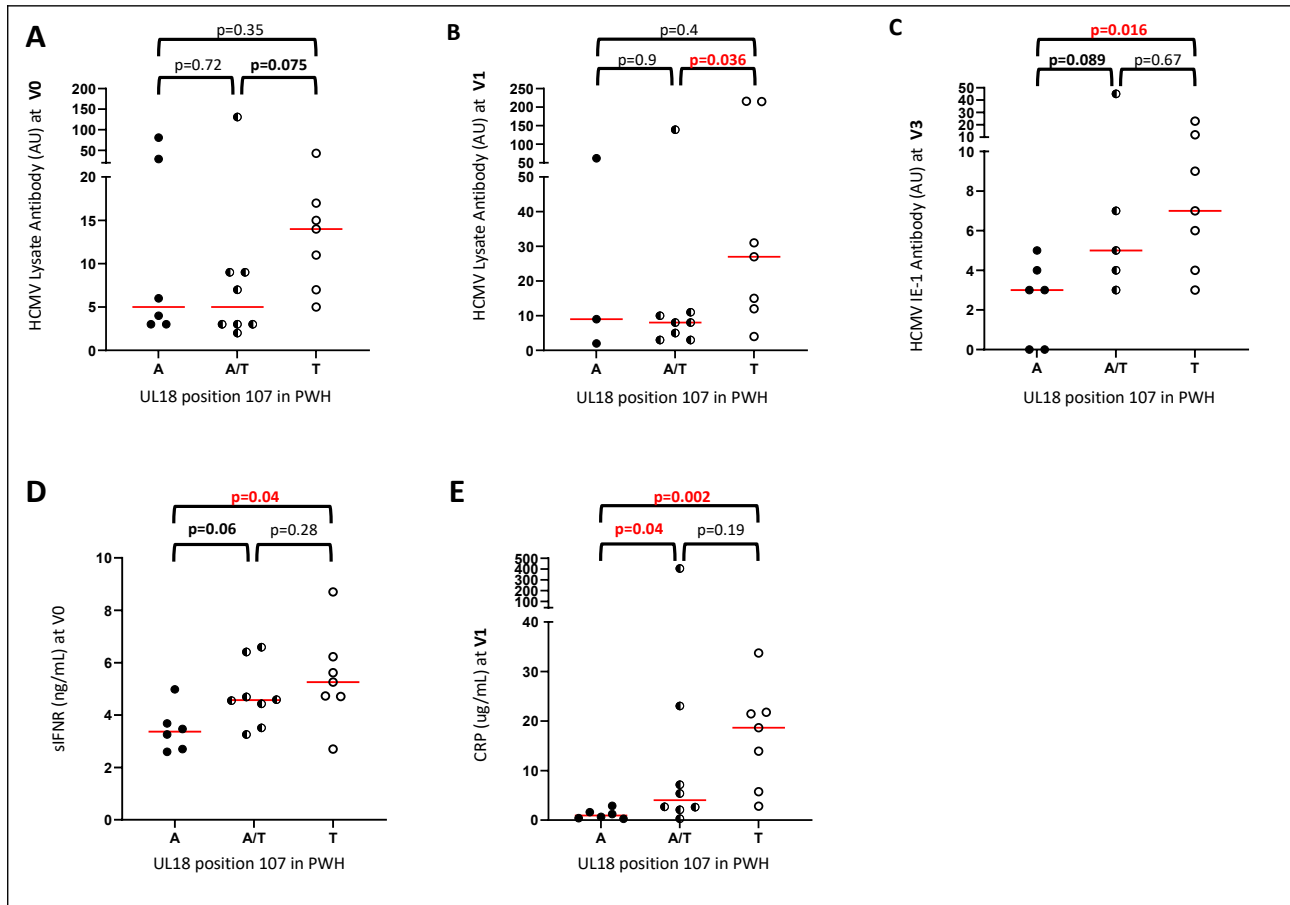 A
p=0.35
p=0.72
p=0.075
HCMV Lysate Antibody (AU) at V0
200
150
100
50
20
15
10
5
0
A A/T T
UL18 position 107 in PWH
B
p=0.4
p=0.9
p=0.036
HCMV Lysate Antibody (AU) at V1
250
200
150
100
50
50
40
30
20
10
0
A A/T T
UL18 position 107 in PWH
C
p=0.016
p=0.089
p=0.67
HCMV IE-1 Antibody (AU) at V3
50
40
30
20
10
10
8
6
4
2
0
A A/T T
UL18 position 107 in PWH
D
p=0.04
p=0.06
p=0.28
sIFNR (ng/mL) at V0
10
8
6
4
2
0
A A/T T
UL18 position 107 in PWH
E
p=0.002
p=0.04
p=0.19
CRP (ug/mL) at V1
500
400
300
200
100
40
30
20
10
0
A A/T T
UL18 position 107 in PWH